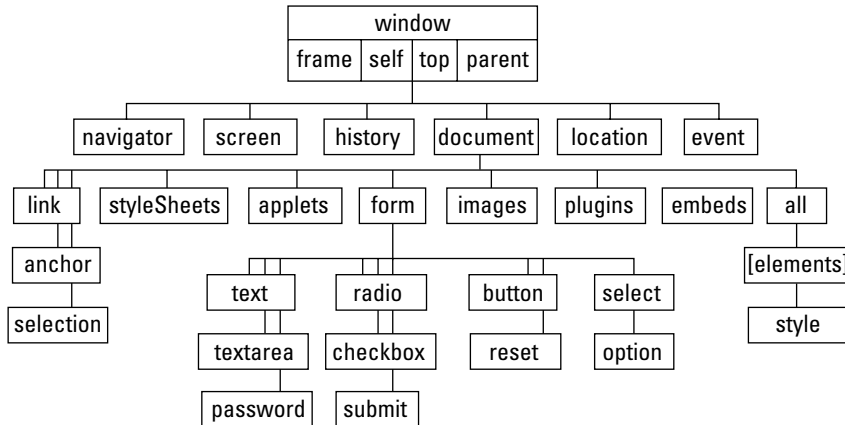 window
frame self top parent
navigator screen history document location event
link styleSheets applets form images plugins embeds all
anchor text radio button select [elements]
selection textarea checkbox reset option style
password submit